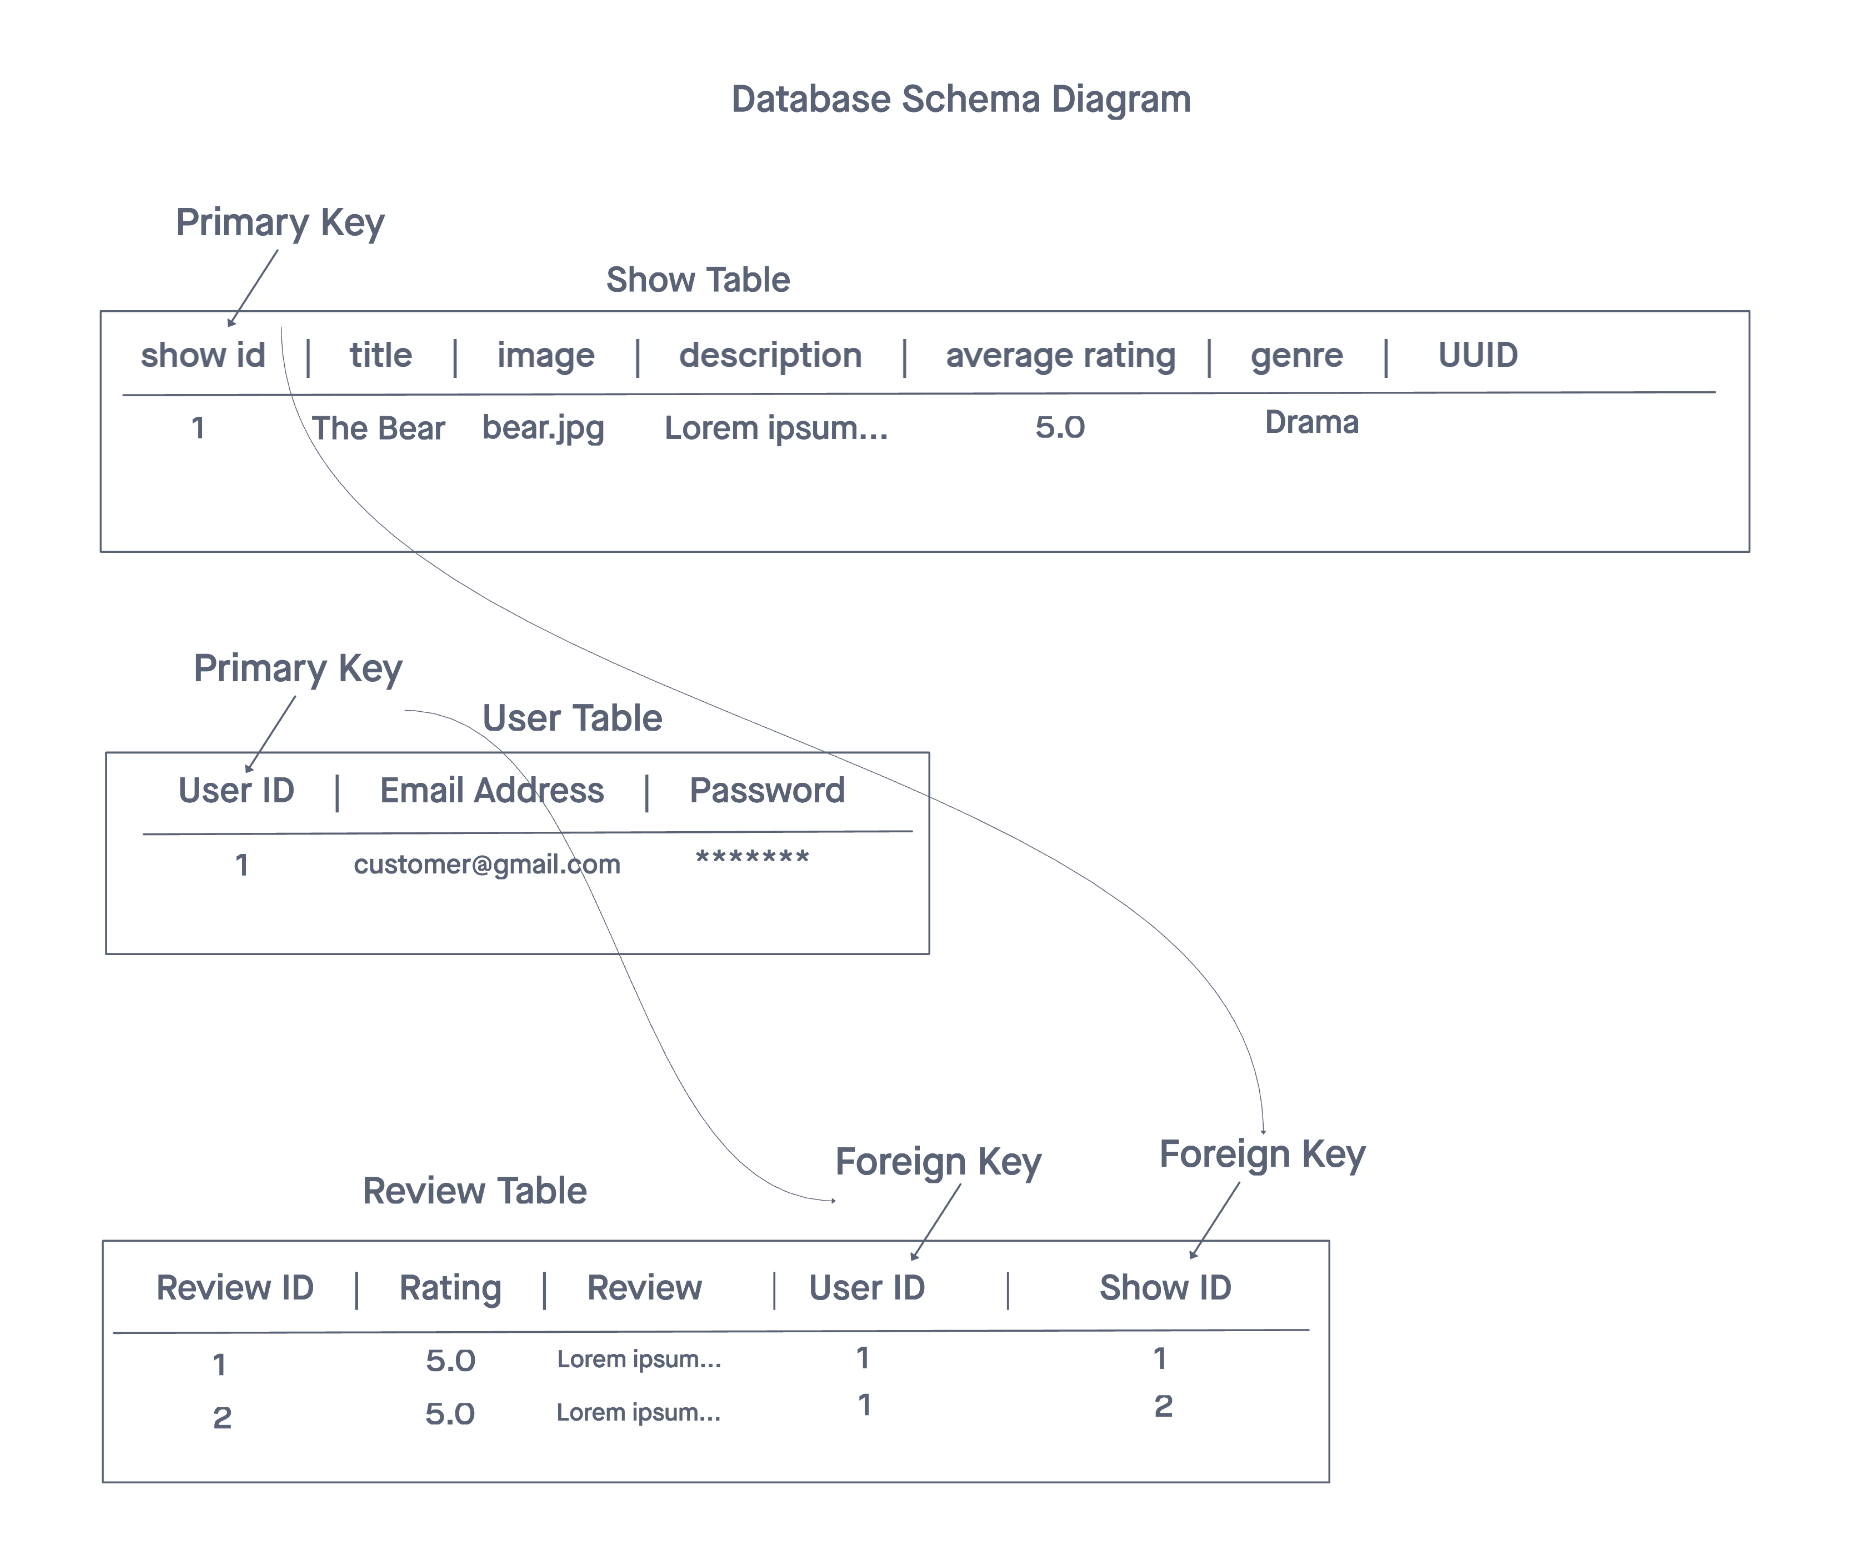 Database Schema Diagram
Primary Key
Show Table
show id | title | image | description | average rating | genre | UUID
1 The Bear bear.jpg Lorem ipsum... 5.0 Drama
Primary Key
User Table
User ID | Email Address | Password
1 customer@gmail.com *******
Foreign Key Foreign Key
Review Table
Review ID | Rating | Review | User ID | Show ID
1 5.0 Lorem ipsum... 1 1
2 5.0 Lorem ipsum... 1 2